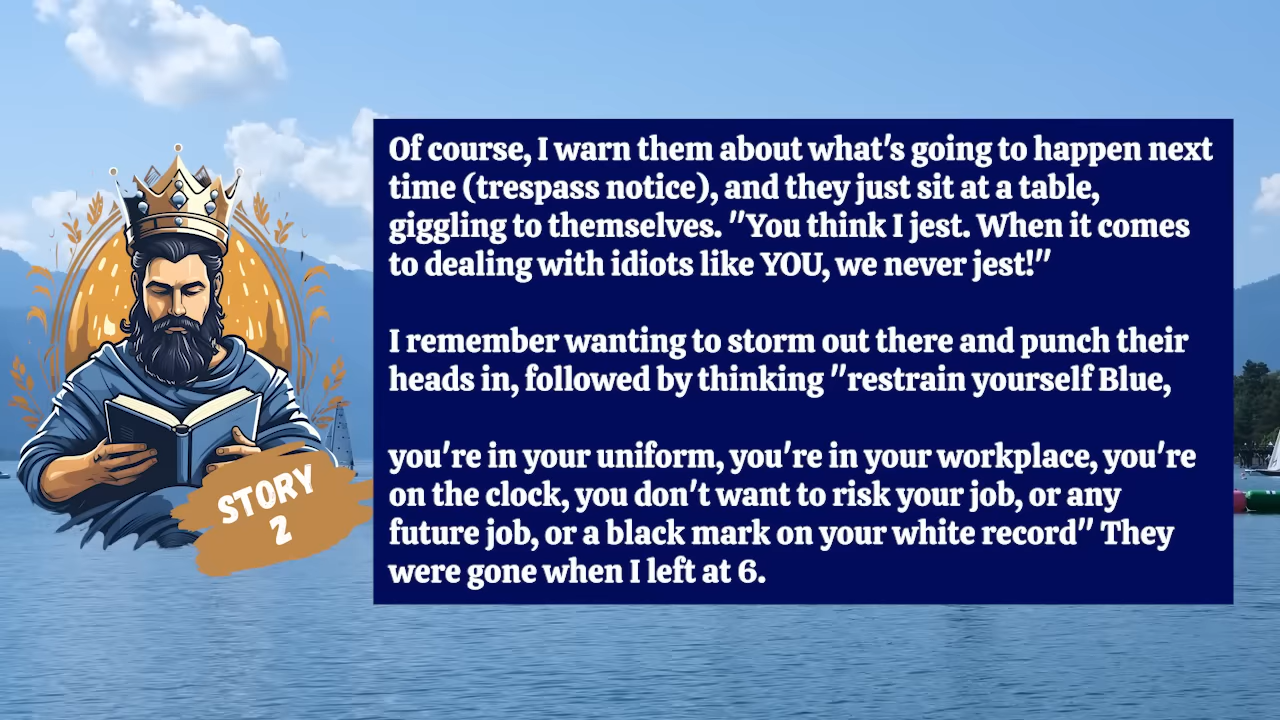 Of course, I warn them about what's going to happen next
time (trespass notice), and they just sit at a table,
giggling to themselves. "You think I jest. When it comes
to dealing with idiots like YOU, we never jest!"
I remember wanting to storm out there and punch their
heads in, followed by thinking "restrain yourself Blue,
you're in your uniform, you're in your workplace, you're
on the clock, you don't want to risk your job, or any
future job, or a black mark on your white record" They
were gone when I left at 6.
STORY
2